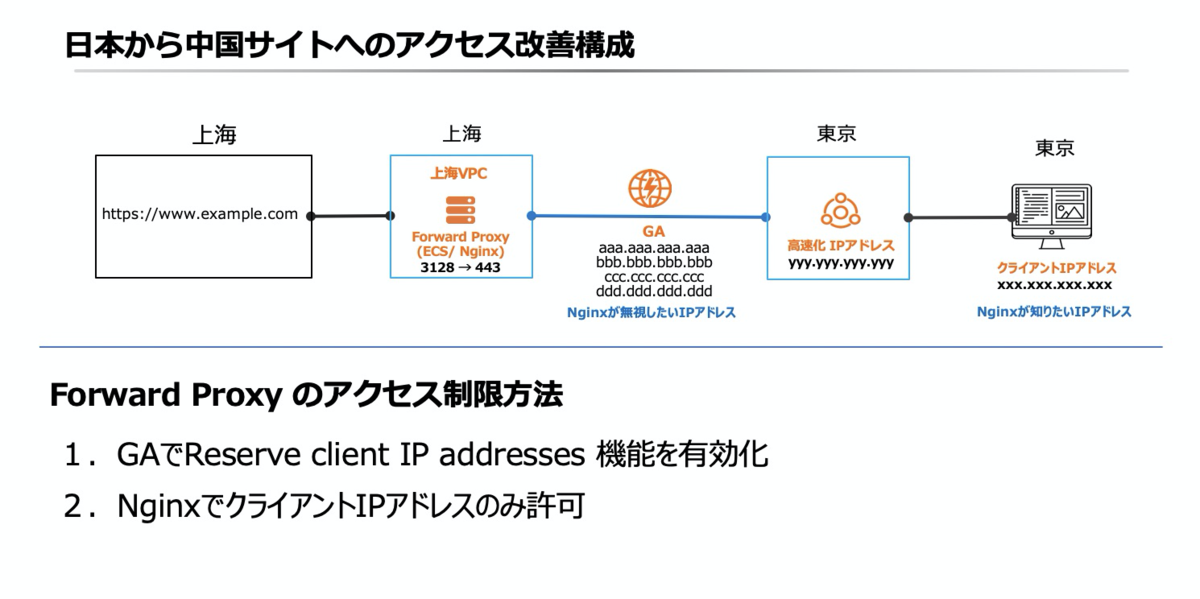 日本から中国サイトへのアクセス改善構成
上海
https://www.example.com
上海
上海VPC
Forward Proxy
(ECS/ Nginx)
3128 → 443
GA
aaa.aaa.aaa.aaa
bbb.bbb.bbb.bbb
ccc.ccc.ccc.ccc
ddd.ddd.ddd.ddd
Nginxが無視したいIPアドレス
東京
高速化 IPアドレス
yyy.yyy.yyy.yyy
東京
クライアントIPアドレス
xxx.xxx.xxx.xxx
Nginxが知りたいIPアドレス
Forward Proxy のアクセス制限方法
1. GAでReserve client IP addresses 機能を有効化
2. NginxでクライアントIPアドレスのみ許可